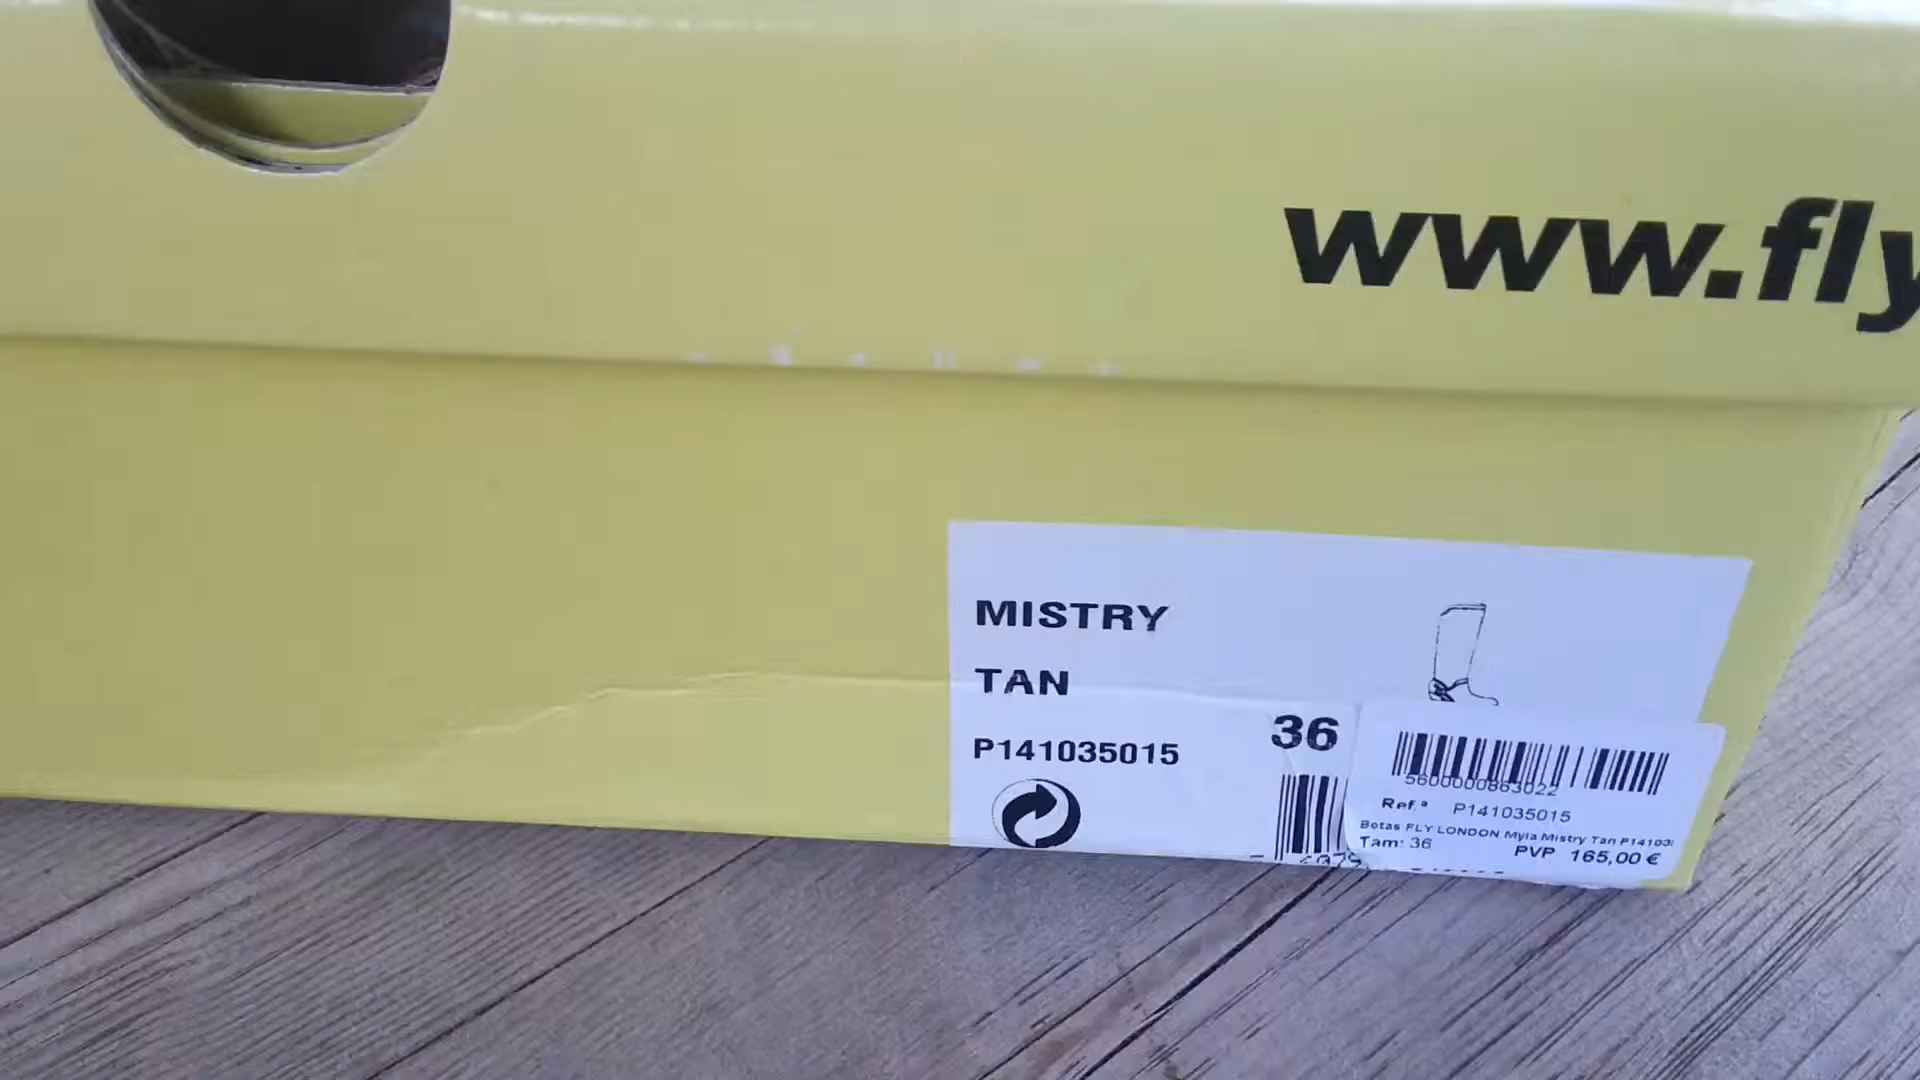 www.fly
MISTRY
TAN
36
P141035015
5600000863022
Ref.ª P141035015
Botas FLY LONDON Myla Mistry Tan P14103
Tam: 36
PVP 165,00 €